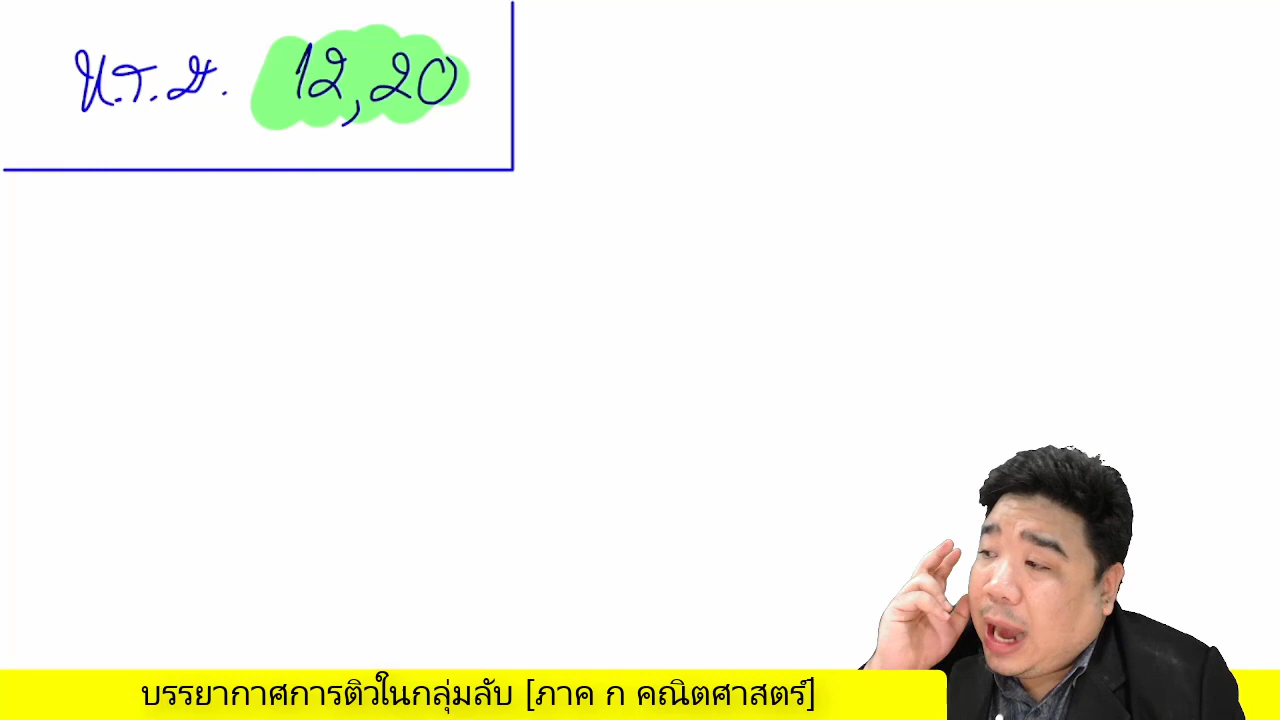 ห.ร.ม. 12,20
บรรยากาศการติวในกลุ่มลับ [ภาค ก คณิตศาสตร์]